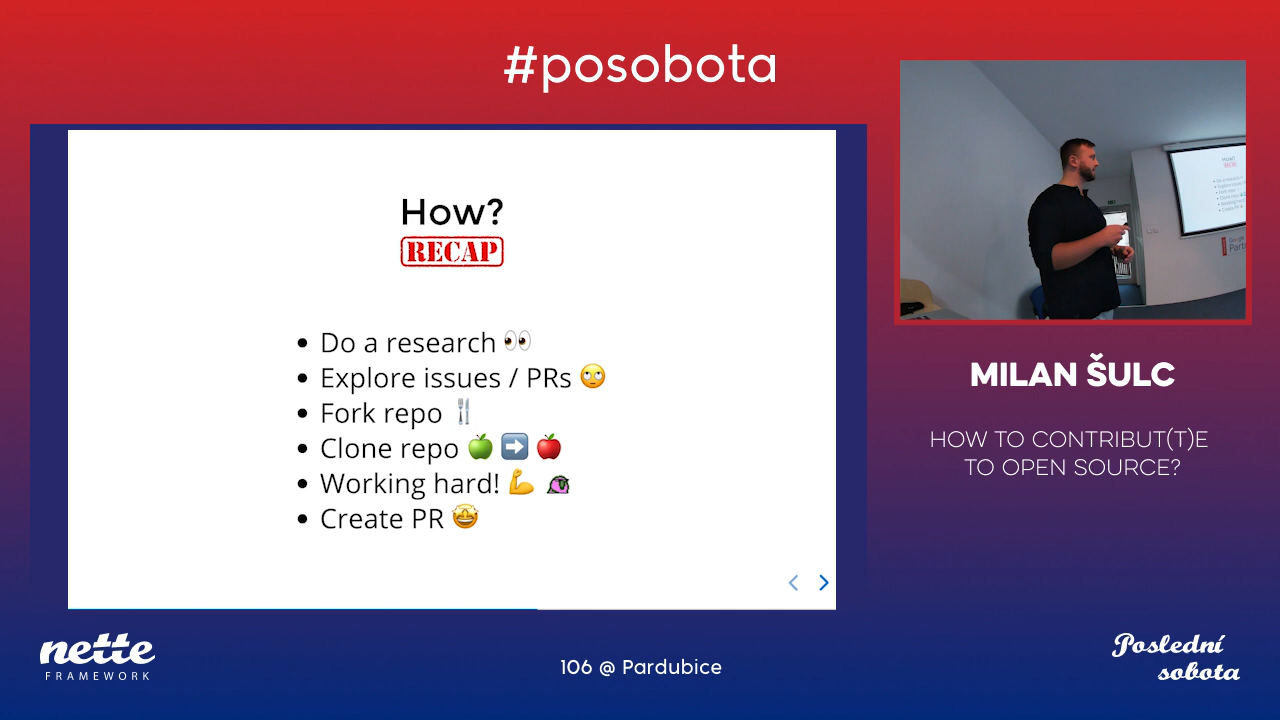 #posobota
How?
RECAP
• Do a research 👀
• Explore issues / PRs 🙄
• Fork repo 🍴
• Clone repo 🍏 ➡️ 🍎
• Working hard! 💪
• Create PR 🤩
MILAN ŠULC
HOW TO CONTRIBUT(T)E
TO OPEN SOURCE?
nette
FRAMEWORK
106 @ Pardubice
Poslední
sobota